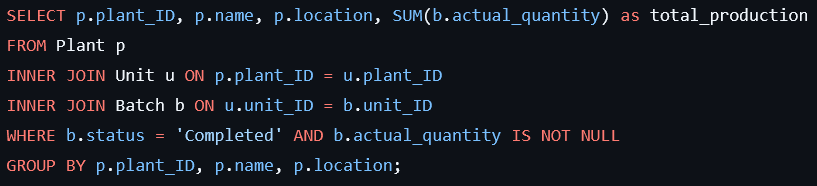 SELECT p.plant_ID, p.name, p.location, SUM(b.actual_quantity) as total_production
FROM Plant p
INNER JOIN Unit u ON p.plant_ID = u.plant_ID
INNER JOIN Batch b ON u.unit_ID = b.unit_ID
WHERE b.status = 'Completed' AND b.actual_quantity IS NOT NULL
GROUP BY p.plant_ID, p.name, p.location;